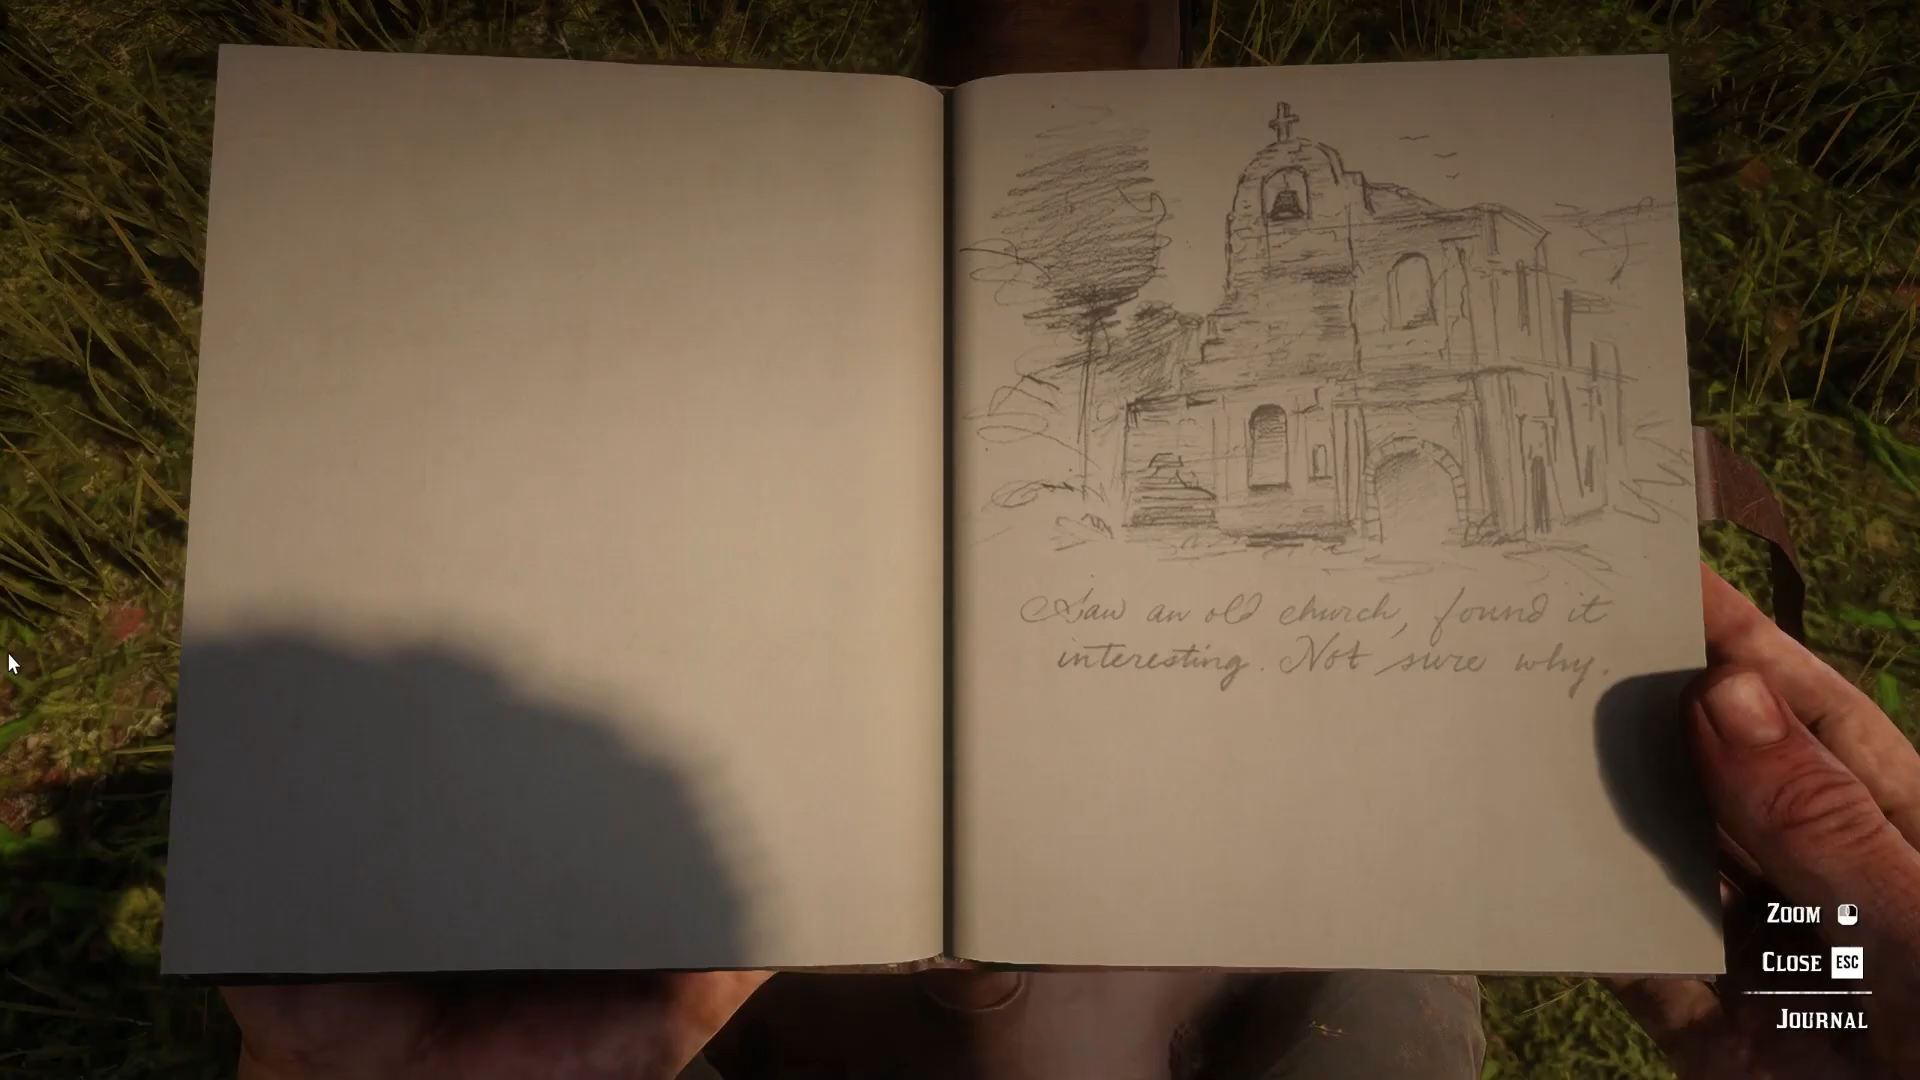 Saw an old church, found it
interesting. Not sure why.
ZOOM
CLOSE ESC
JOURNAL